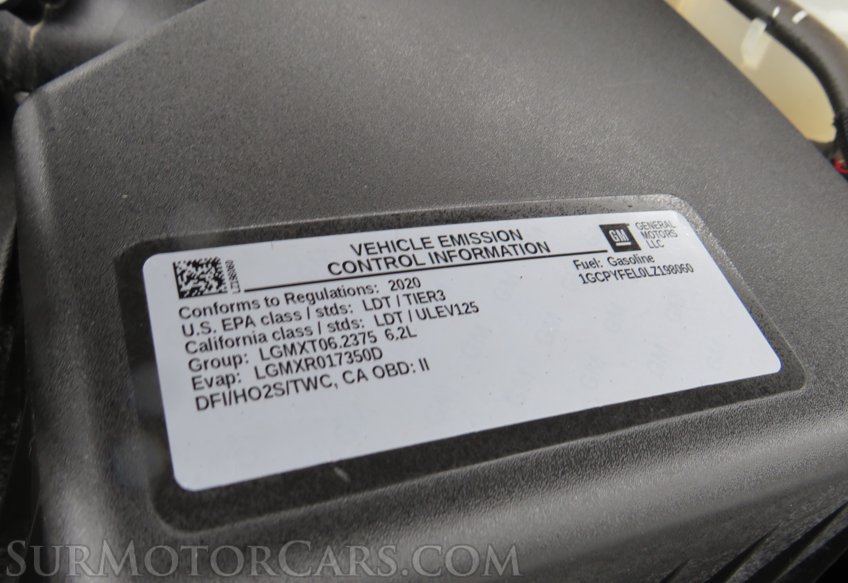 VEHICLE EMISSION
CONTROL INFORMATION
GM
GENERAL
MOTORS
LLC
LZ198060
Fuel: Gasoline
1GCPYFEL0LZ198060
Conforms to Regulations: 2020
U.S. EPA class / stds: LDT / TIER3
California class / stds: LDT / ULEV125
Group: LGMXT06.2375 6.2L
Evap: LGMXR017350D
DFI/HO2S/TWC, CA OBD: II
SURMOTORCARS.COM